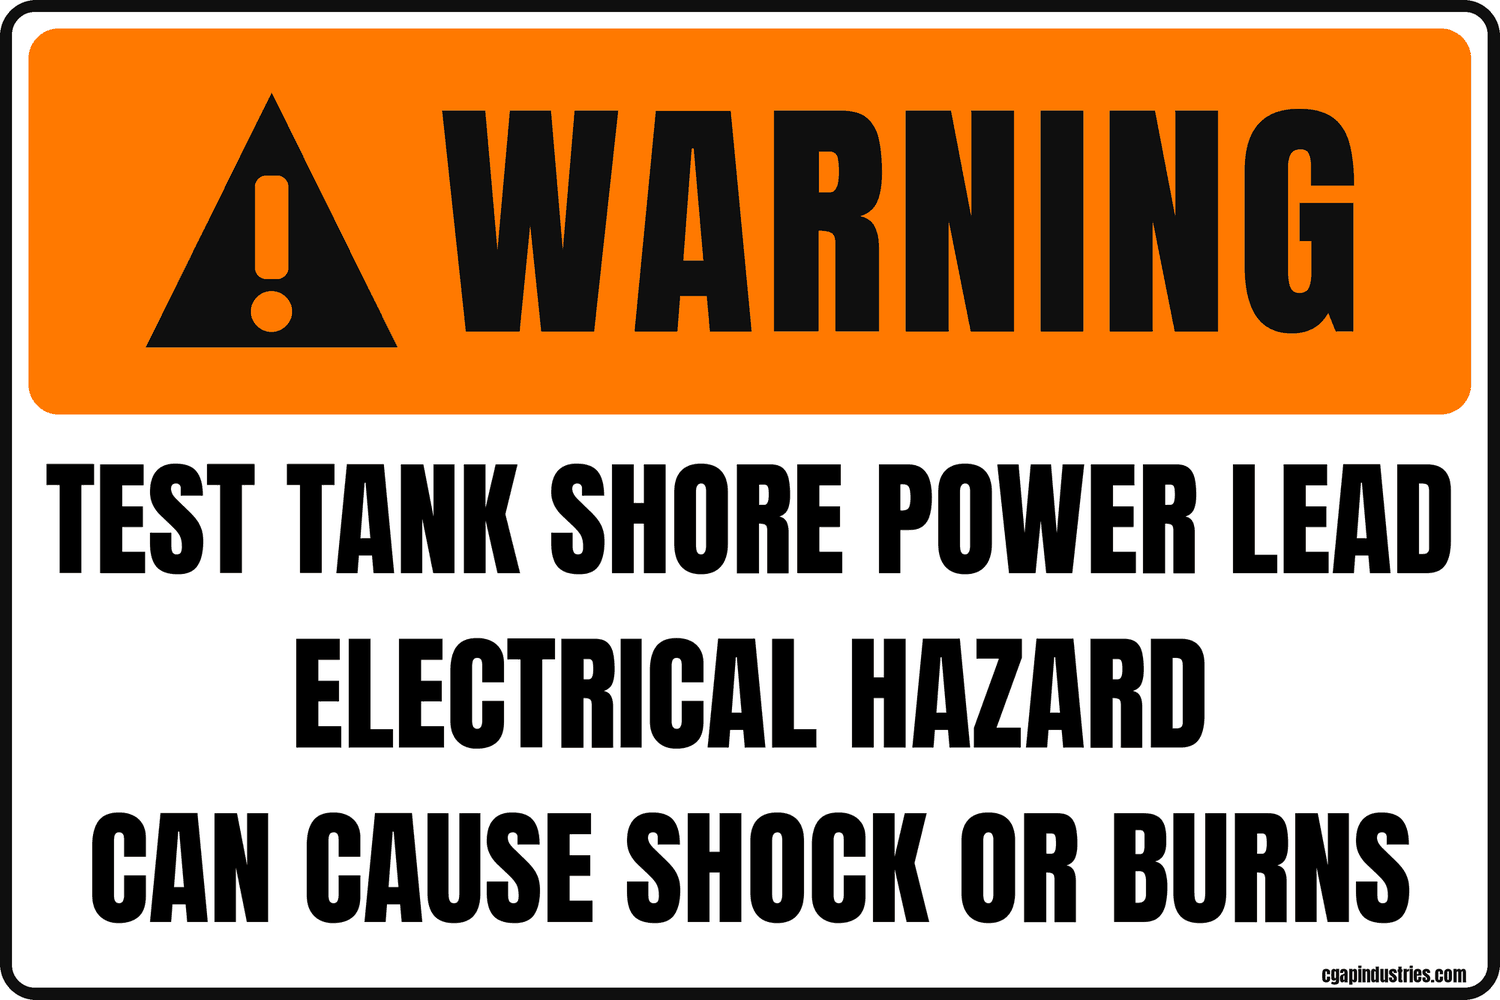 WARNING
TEST TANK SHORE POWER LEAD
ELECTRICAL HAZARD
CAN CAUSE SHOCK OR BURNS
cgapindustries.com